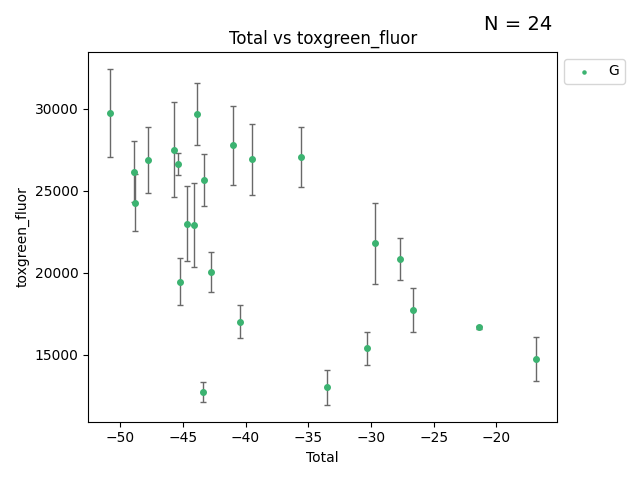 N = 24
Total vs toxgreen_fluor
G
30000
25000
20000
15000
toxgreen_fluor
−50 −45 −40 −35 −30 −25 −20
Total